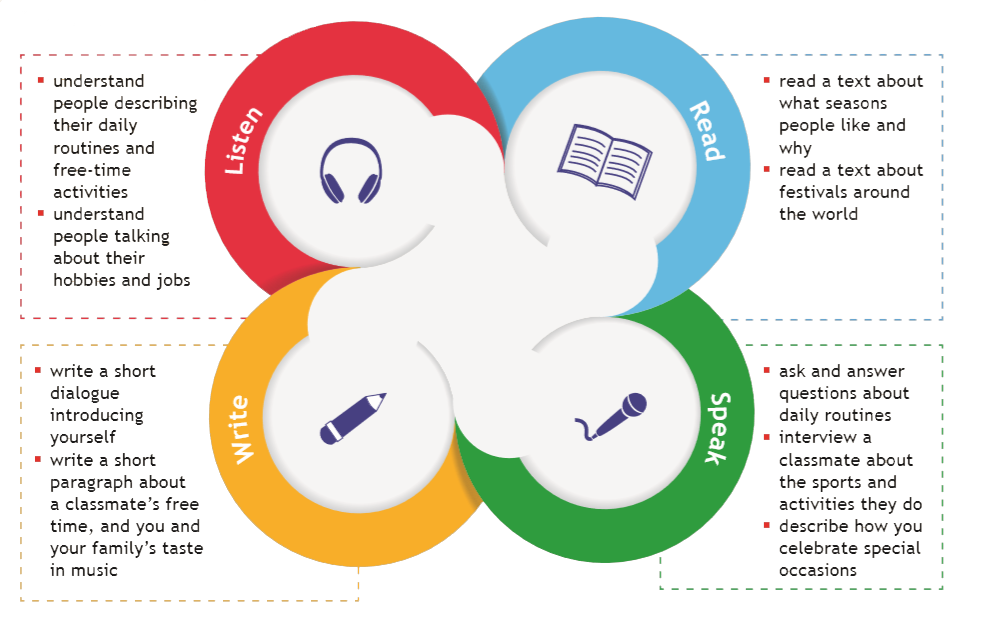 Listen
▪ understand
people describing
their daily
routines and
free-time
activities
▪ understand
people talking
about their
hobbies and jobs
Read
▪ read a text about
what seasons
people like and
why
▪ read a text about
festivals around
the world
Write
▪ write a short
dialogue
introducing
yourself
▪ write a short
paragraph about
a classmate’s free
time, and you and
your family’s taste
in music
Speak
▪ ask and answer
questions about
daily routines
▪ interview a
classmate about
the sports and
activities they do
▪ describe how you
celebrate special
occasions